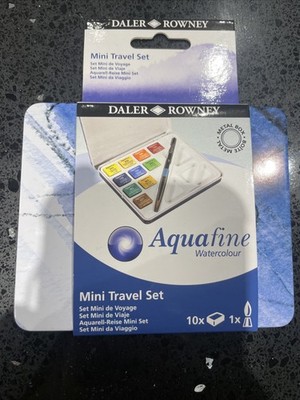 DALER ROWNEY
Mini Travel Set
Set Mini de Voyage
Set Mini de Viaje
Aquarell-Reise Mini Set
Set Mini da Viaggio
DALER ROWNEY
METAL BOX
BOITE METAL
Aquafine
Watercolour
Mini Travel Set
Set Mini de Voyage
Set Mini de Viaje
Aquarell-Reise Mini Set
Set Mini da Viaggio
10x 1x